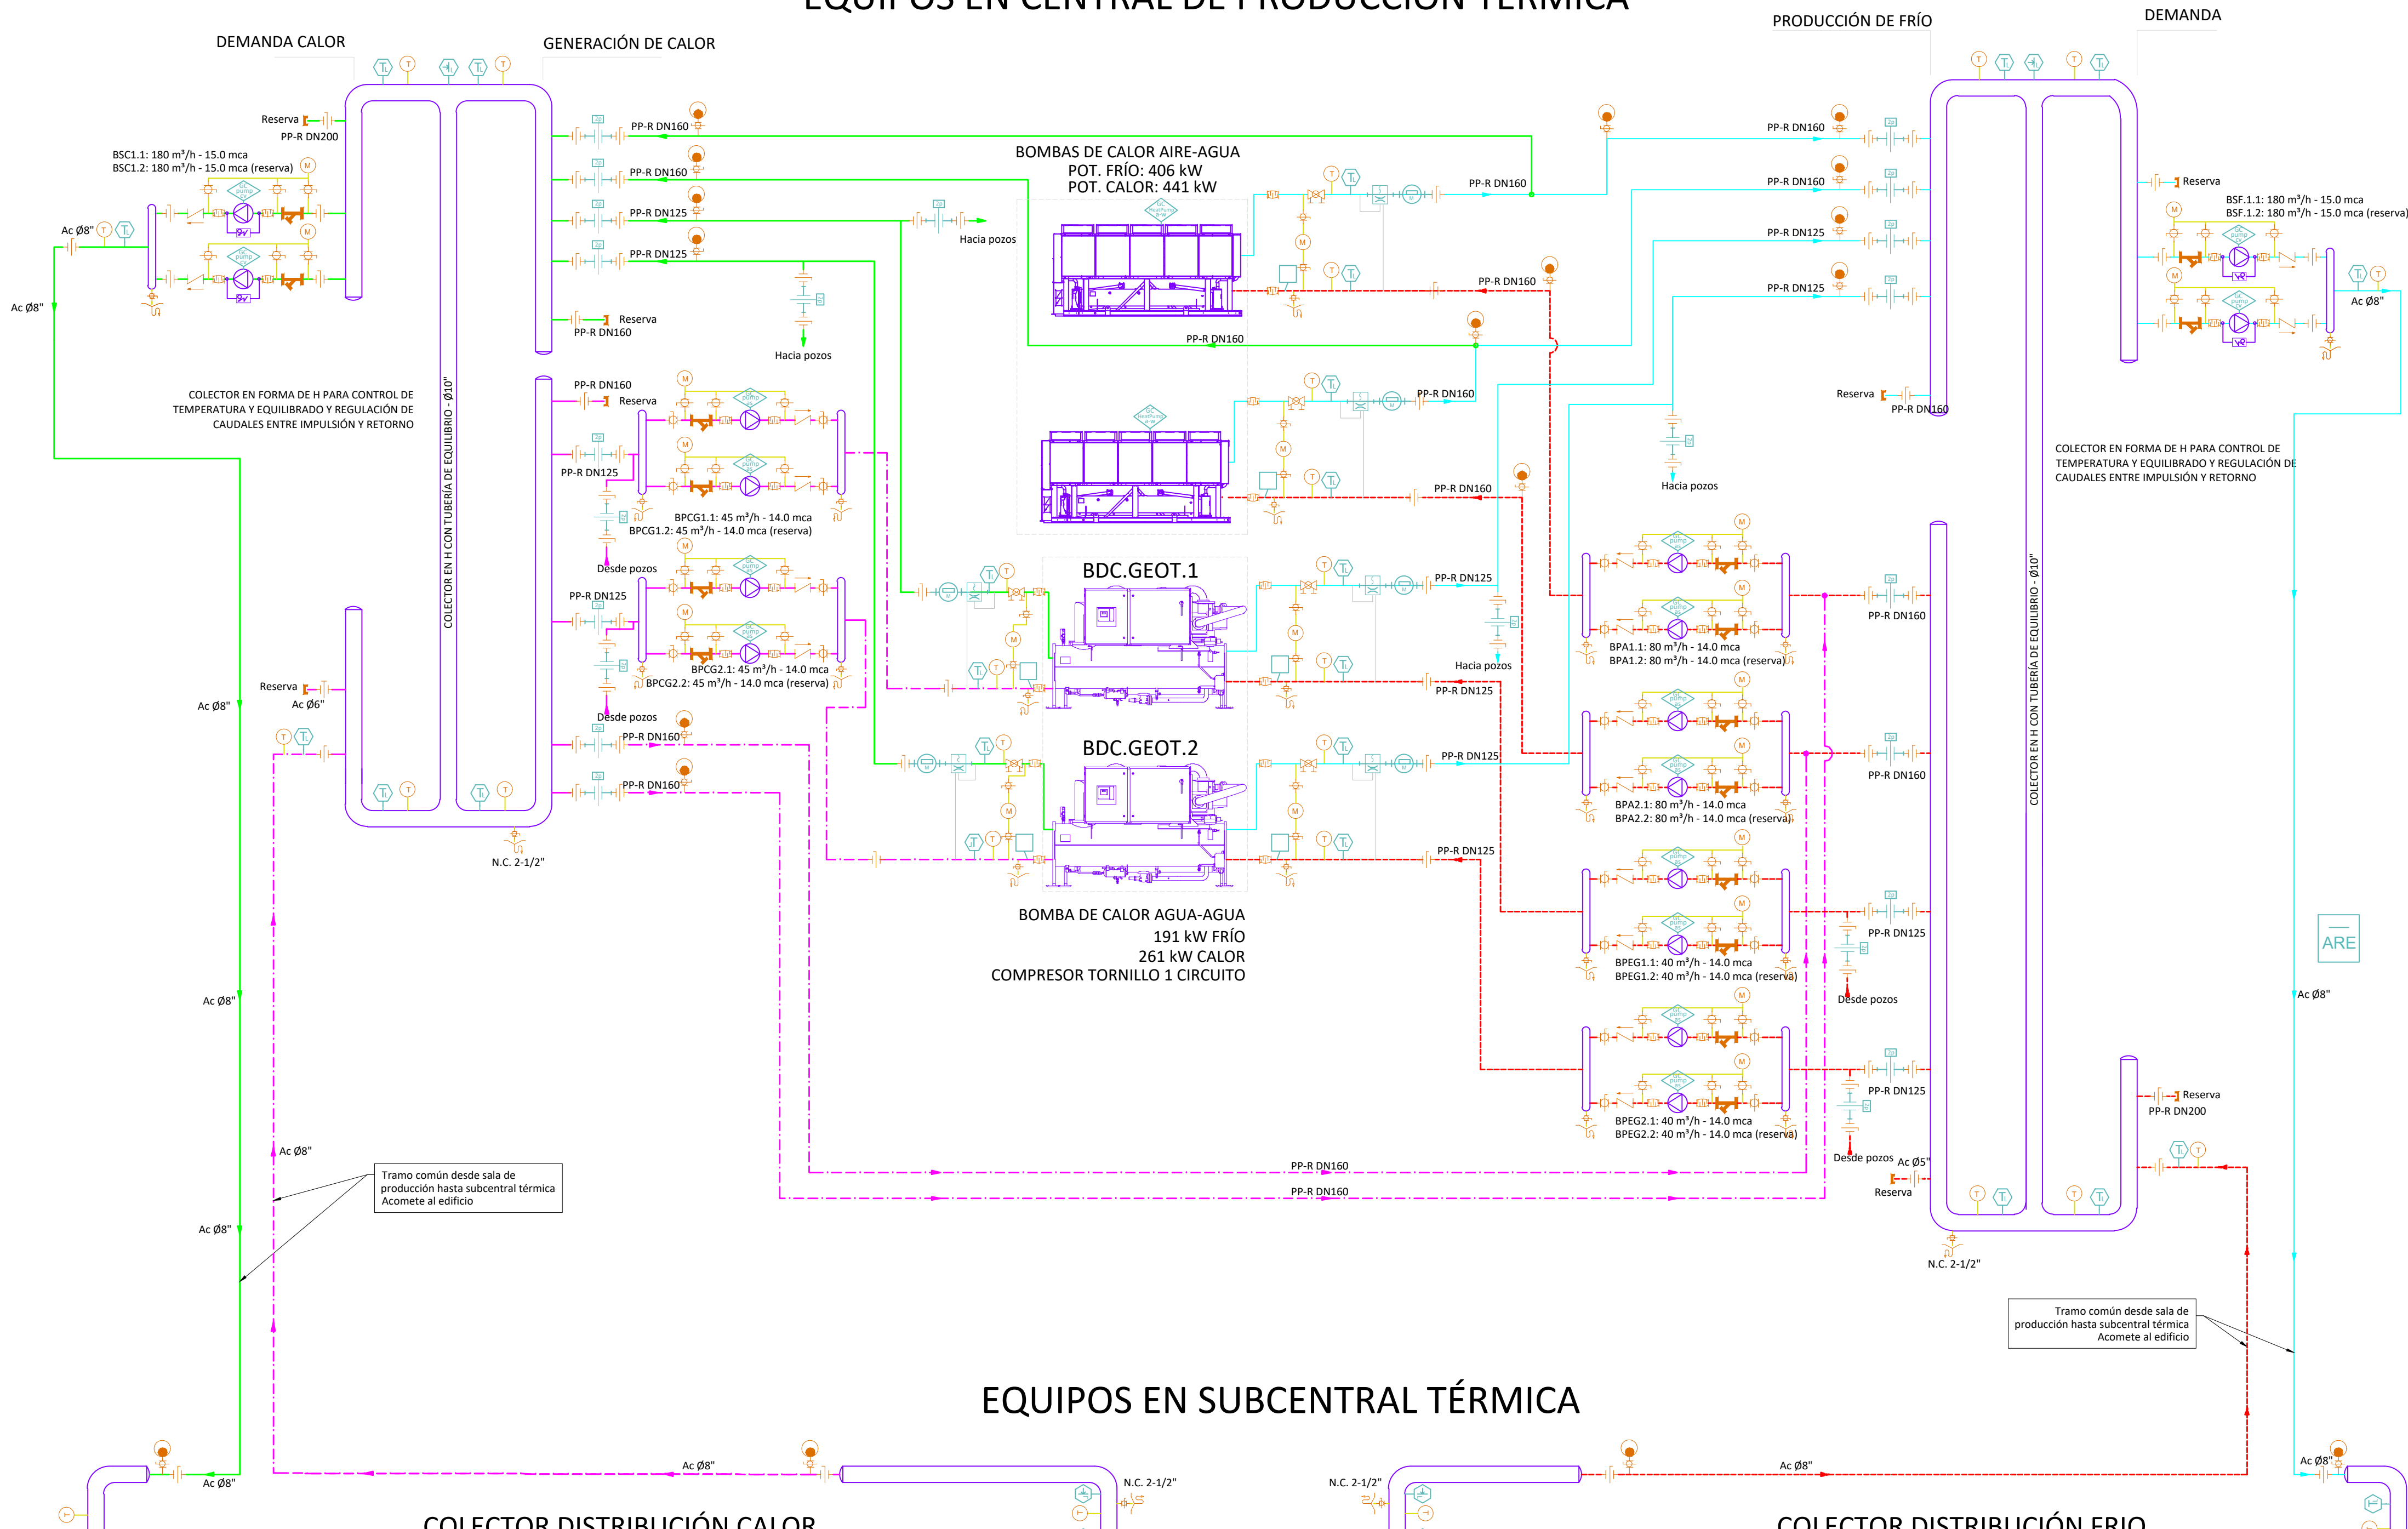 EQUIPOS EN CENTRAL DE PRODUCCIÓN TÉRMICA
DEMANDA CALOR
GENERACIÓN DE CALOR
PRODUCCIÓN DE FRÍO
DEMANDA
Reserva
PP-R DN200
BSC1.1: 180 m³/h - 15.0 mca
BSC1.2: 180 m³/h - 15.0 mca (reserva)
Ac Ø8"
Ac Ø8"
PP-R DN160
PP-R DN160
PP-R DN125
PP-R DN125
Hacia pozos
Hacia pozos
Reserva
PP-R DN160
COLECTOR EN FORMA DE H PARA CONTROL DE
TEMPERATURA Y EQUILIBRADO Y REGULACIÓN DE
CAUDALES ENTRE IMPULSIÓN Y RETORNO
COLECTOR EN H CON TUBERÍA DE EQUILIBRIO - Ø10"
PP-R DN160
Reserva
PP-R DN125
BPCG1.1: 45 m³/h - 14.0 mca
BPCG1.2: 45 m³/h - 14.0 mca (reserva)
Desde pozos
PP-R DN125
BPCG2.1: 45 m³/h - 14.0 mca
BPCG2.2: 45 m³/h - 14.0 mca (reserva)
Desde pozos
PP-R DN160
PP-R DN160
Reserva
Ac Ø6"
Ac Ø8"
N.C. 2-1/2"
BOMBAS DE CALOR AIRE-AGUA
POT. FRÍO: 406 kW
POT. CALOR: 441 kW
PP-R DN160
PP-R DN160
PP-R DN160
PP-R DN160
PP-R DN160
BDC.GEOT.1
PP-R DN125
Hacia pozos
PP-R DN125
BDC.GEOT.2
PP-R DN125
PP-R DN125
BOMBA DE CALOR AGUA-AGUA
191 kW FRÍO
261 kW CALOR
COMPRESOR TORNILLO 1 CIRCUITO
PP-R DN160
PP-R DN160
PP-R DN125
PP-R DN125
Reserva
BSF.1.1: 180 m³/h - 15.0 mca
BSF.1.2: 180 m³/h - 15.0 mca (reserva)
Ac Ø8"
Reserva
PP-R DN160
Hacia pozos
COLECTOR EN FORMA DE H PARA CONTROL DE
TEMPERATURA Y EQUILIBRADO Y REGULACIÓN DE
CAUDALES ENTRE IMPULSIÓN Y RETORNO
COLECTOR EN H CON TUBERÍA DE EQUILIBRIO - Ø10"
PP-R DN160
BPA1.1: 80 m³/h - 14.0 mca
BPA1.2: 80 m³/h - 14.0 mca (reserva)
PP-R DN160
BPA2.1: 80 m³/h - 14.0 mca
BPA2.2: 80 m³/h - 14.0 mca (reserva)
PP-R DN125
BPEG1.1: 40 m³/h - 14.0 mca
BPEG1.2: 40 m³/h - 14.0 mca (reserva)
Desde pozos
PP-R DN125
BPEG2.1: 40 m³/h - 14.0 mca
BPEG2.2: 40 m³/h - 14.0 mca (reserva)
Desde pozos
Ac Ø5"
Reserva
Reserva
PP-R DN200
ARE
Ac Ø8"
N.C. 2-1/2"
PP-R DN160
PP-R DN160
Ac Ø8"
Ac Ø8"
Ac Ø8"
Tramo común desde sala de
producción hasta subcentral térmica
Acomete al edificio
Tramo común desde sala de
producción hasta subcentral térmica
Acomete al edificio
EQUIPOS EN SUBCENTRAL TÉRMICA
Ac Ø8"
Ac Ø8"
N.C. 2-1/2"
N.C. 2-1/2"
Ac Ø8"
Ac Ø8"
COLECTOR DISTRIBUCIÓN CALOR
COLECTOR DISTRIBUCIÓN FRIO